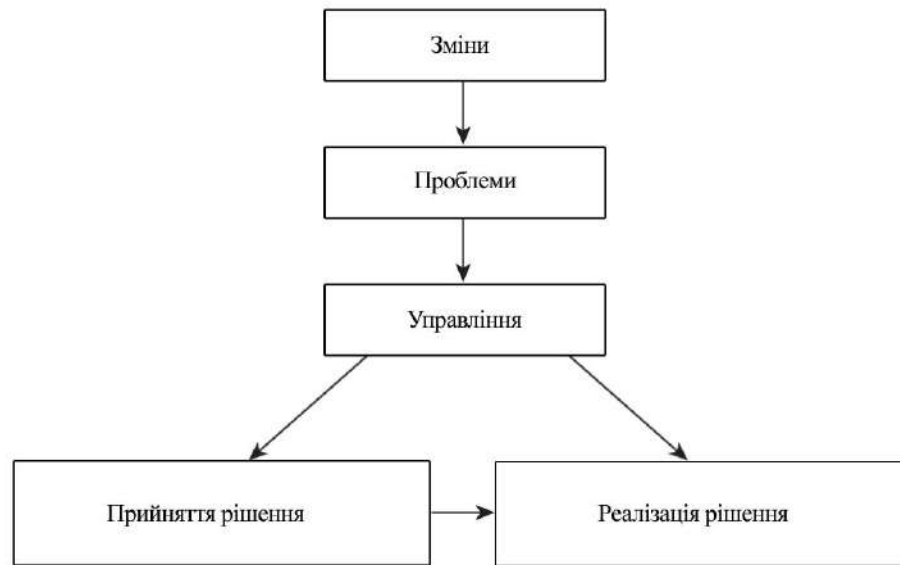 Зміни
Проблеми
Управління
Прийняття рішення
Реалізація рішення